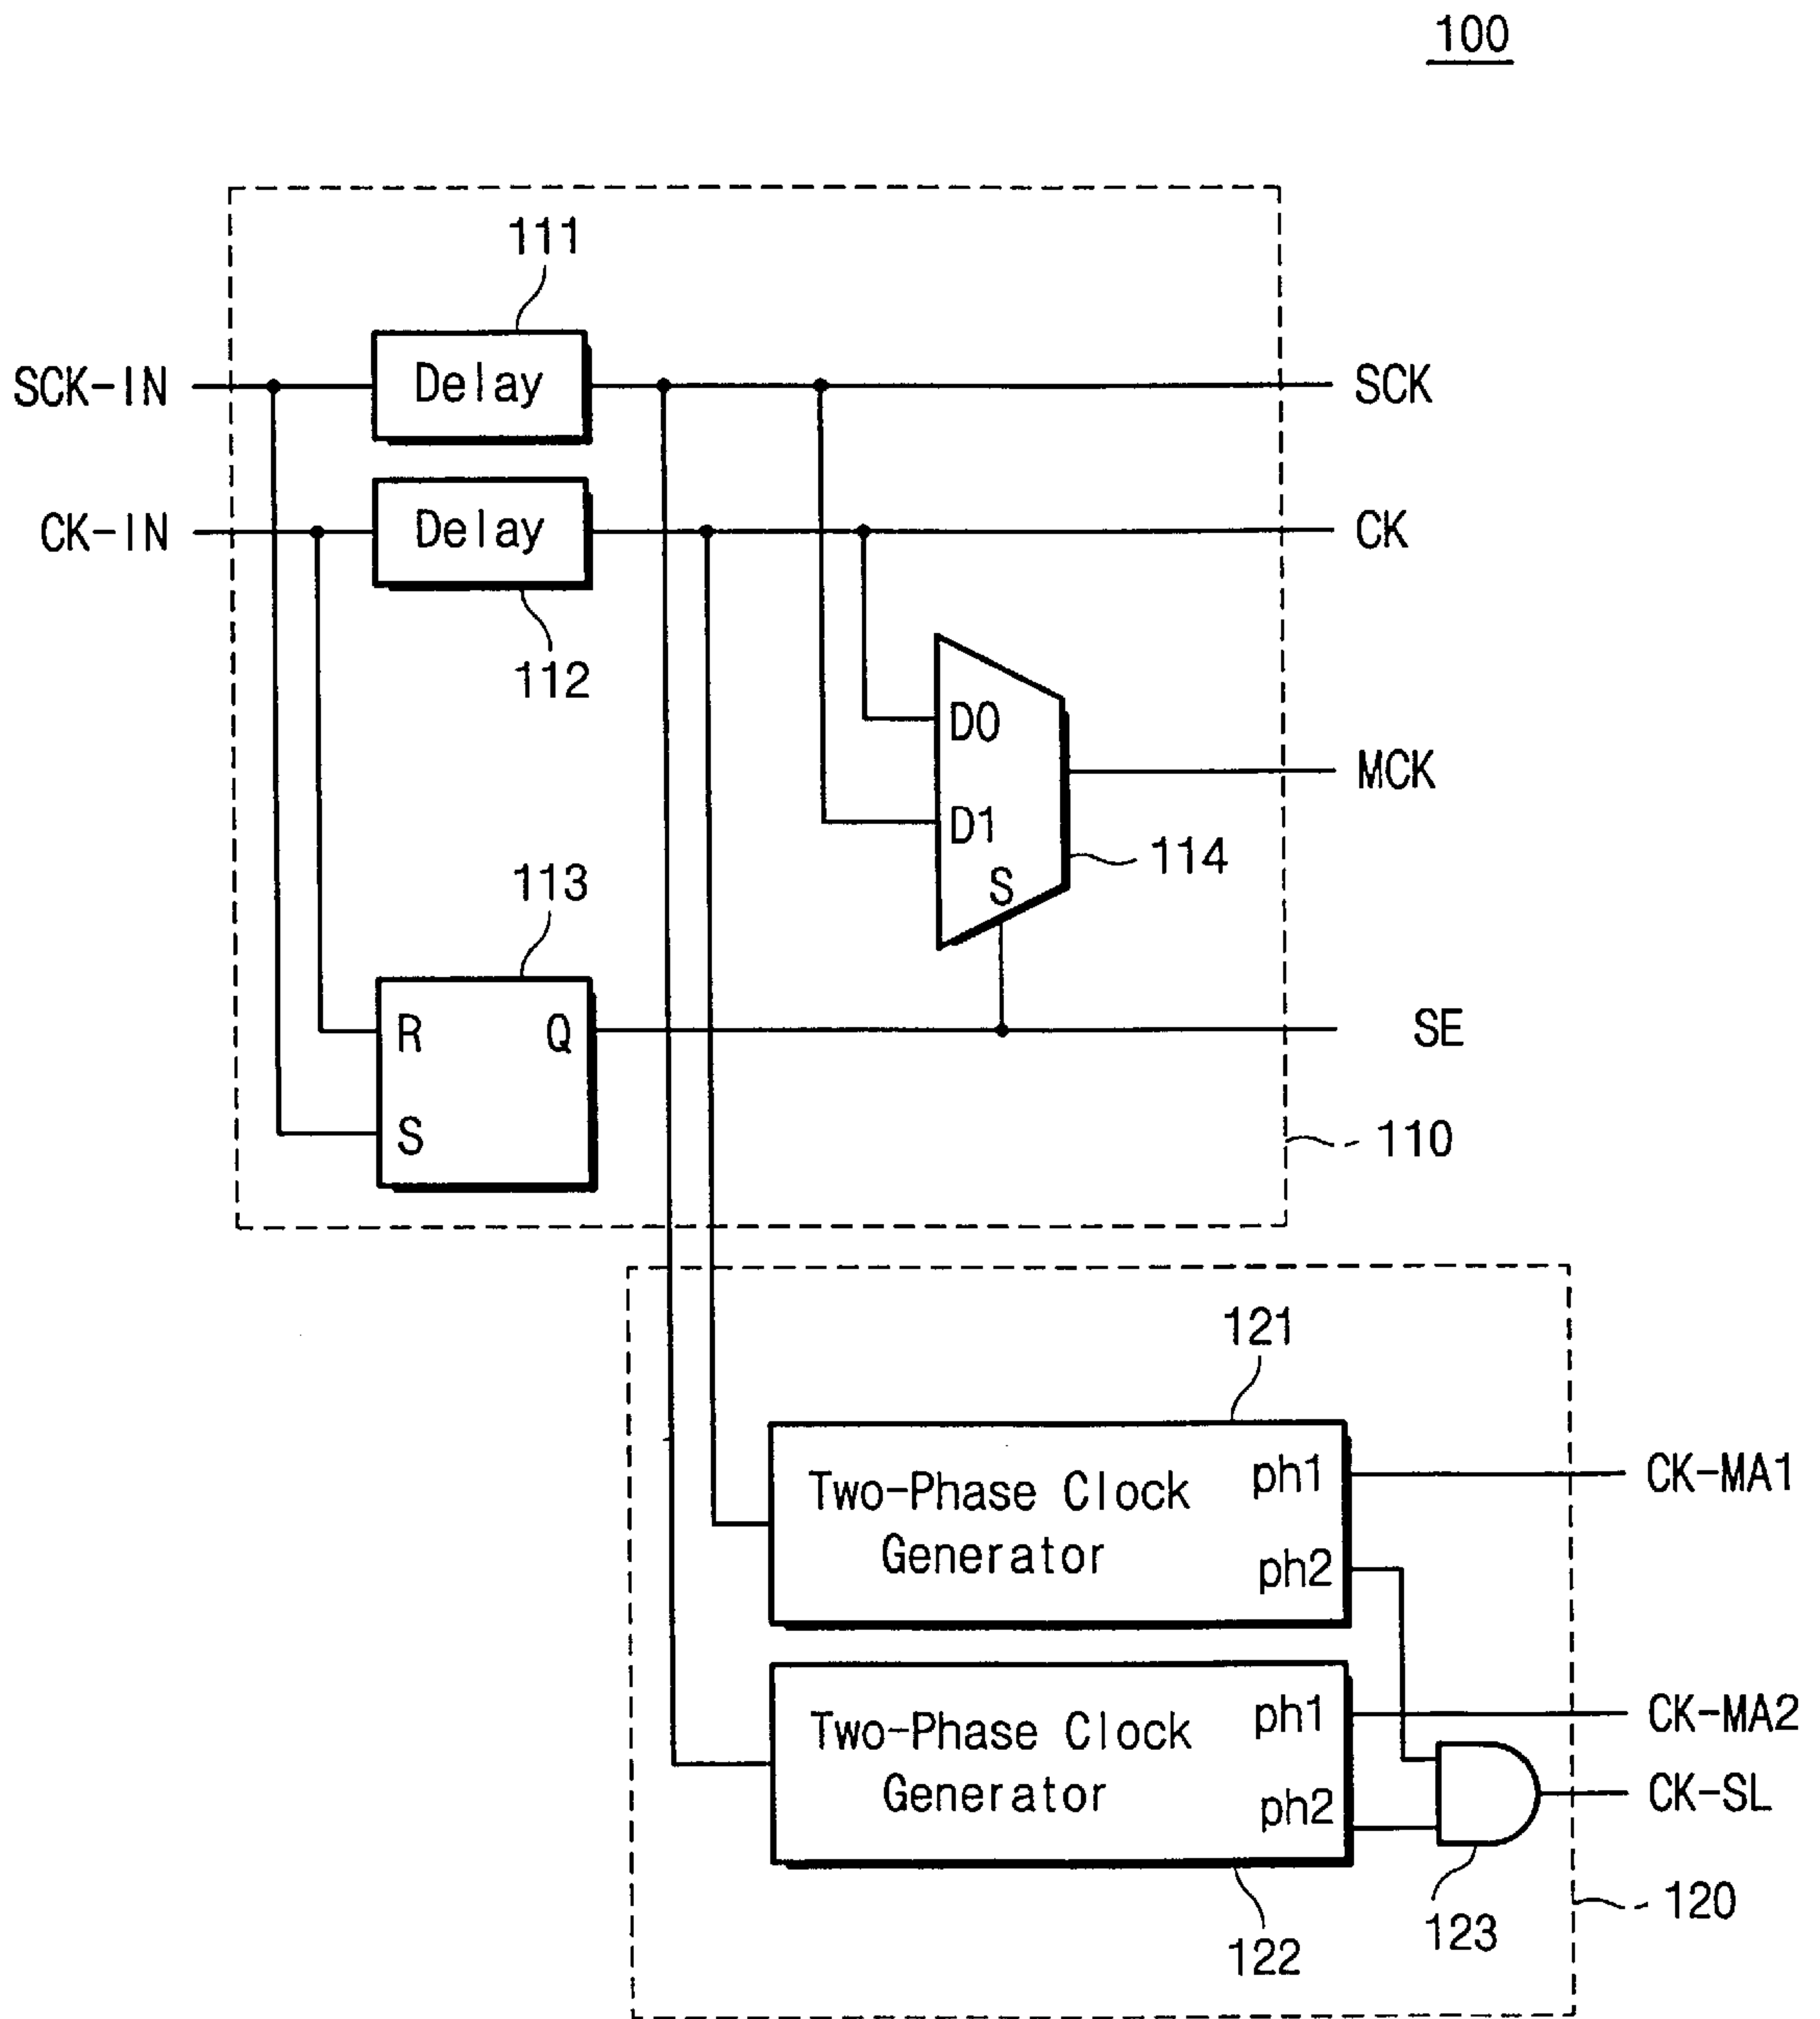 100
111
SCK-IN
Delay
SCK
CK-IN
Delay
CK
112
D0
MCK
D1
114
S
113
R
Q
SE
S
110
121
Two-Phase Clock
Generator
ph1
CK-MA1
ph2
Two-Phase Clock
Generator
ph1
CK-MA2
ph2
CK-SL
120
123
122